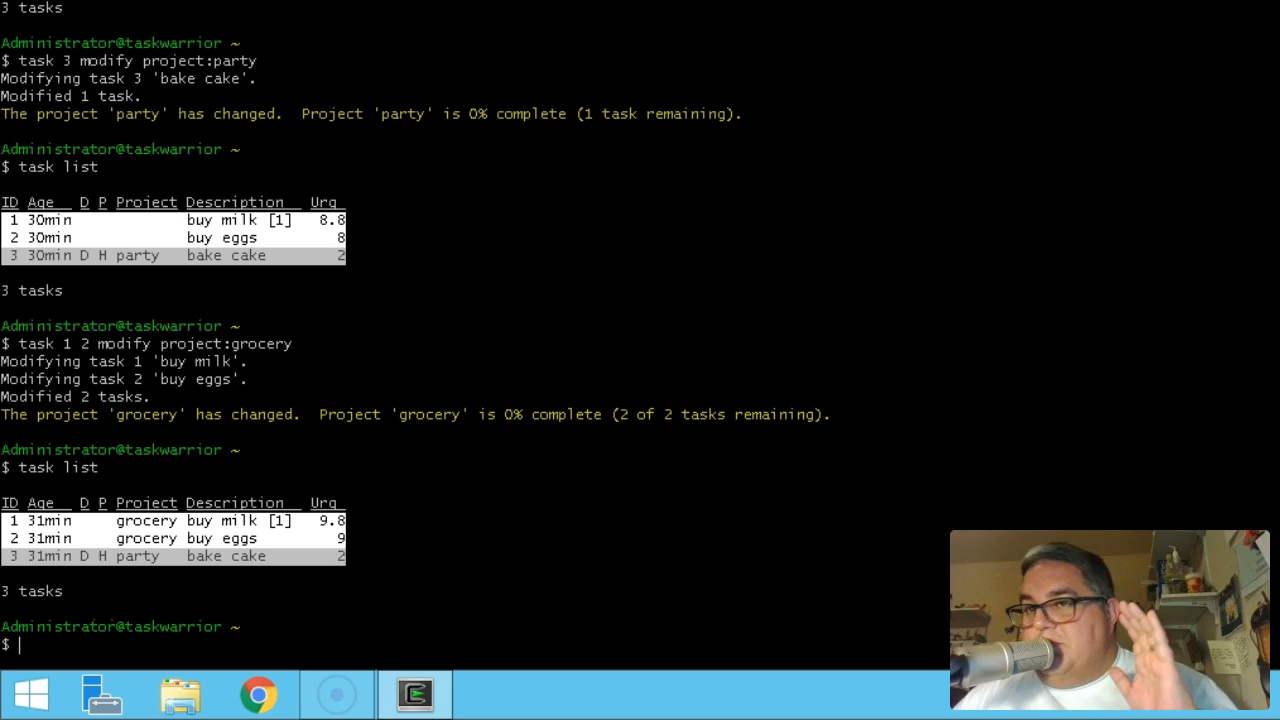 3 tasks
Administrator@taskwarrior ~
$ task 3 modify project:party
Modifying task 3 'bake cake'.
Modified 1 task.
The project 'party' has changed.  Project 'party' is 0% complete (1 task remaining).
Administrator@taskwarrior ~
$ task list
ID Age D P Project Description Urg
1 30min buy milk [1] 8.8
2 30min buy eggs 8
3 30min D H party bake cake 2
3 tasks
Administrator@taskwarrior ~
$ task 1 2 modify project:grocery
Modifying task 1 'buy milk'.
Modifying task 2 'buy eggs'.
Modified 2 tasks.
The project 'grocery' has changed.  Project 'grocery' is 0% complete (2 of 2 tasks remaining).
Administrator@taskwarrior ~
$ task list
ID Age D P Project Description Urg
1 31min grocery buy milk [1] 9.8
2 31min grocery buy eggs 9
3 31min D H party bake cake 2
3 tasks
Administrator@taskwarrior ~
$